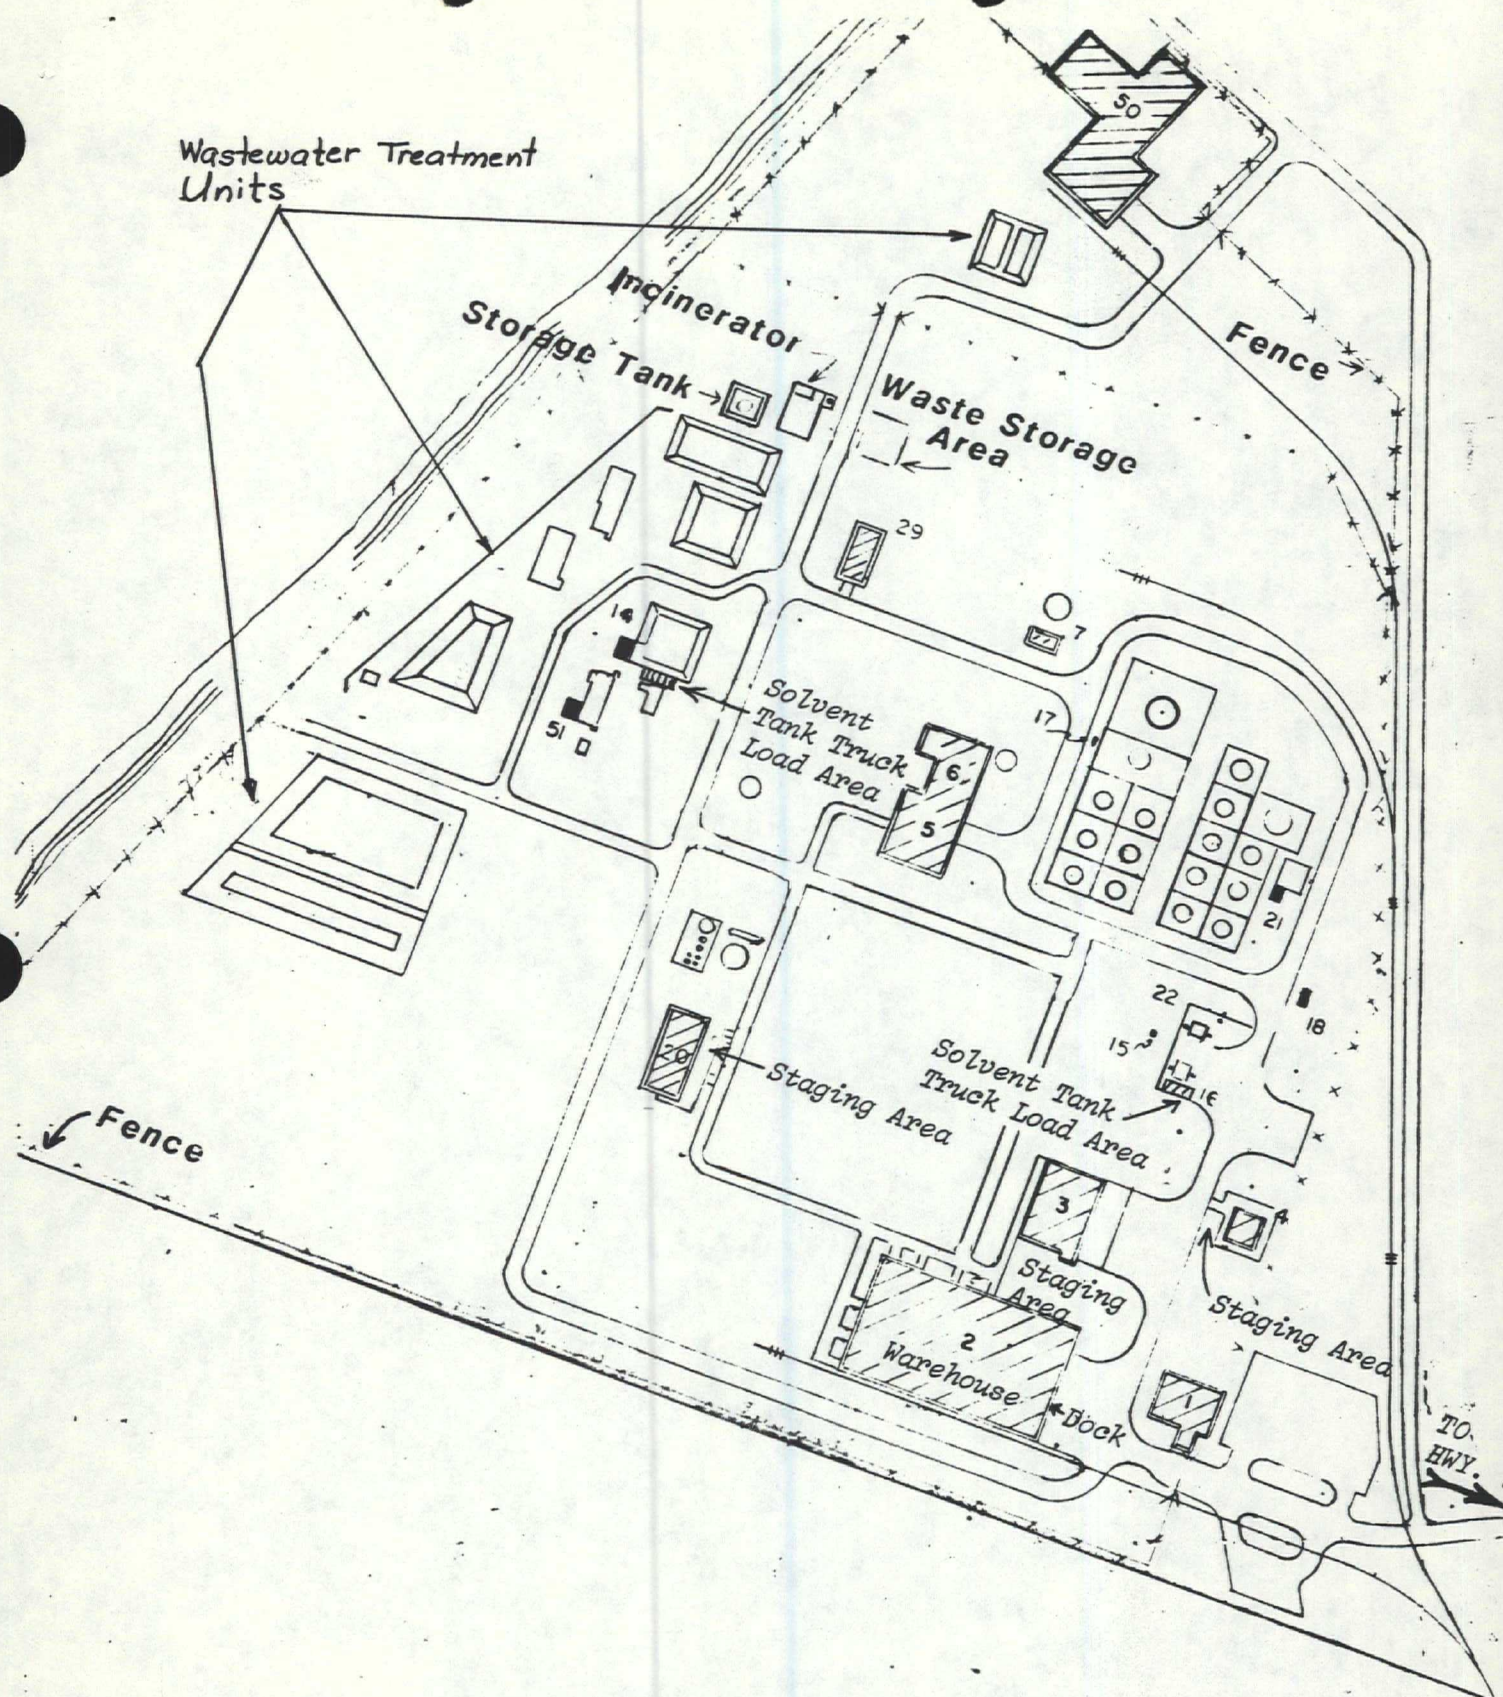 50
Wastewater Treatment
Units
Incinerator
Storage Tank
Fence
Waste Storage
Area
29
7
14
Solvent
Tank Truck
Load Area
17
51
6
5
21
22
18
15
Solvent Tank
Truck Load Area
16
20
Staging Area
Fence
3
4
Staging
Area
Staging Area
2
Warehouse
1
Dock
TO
HWY.